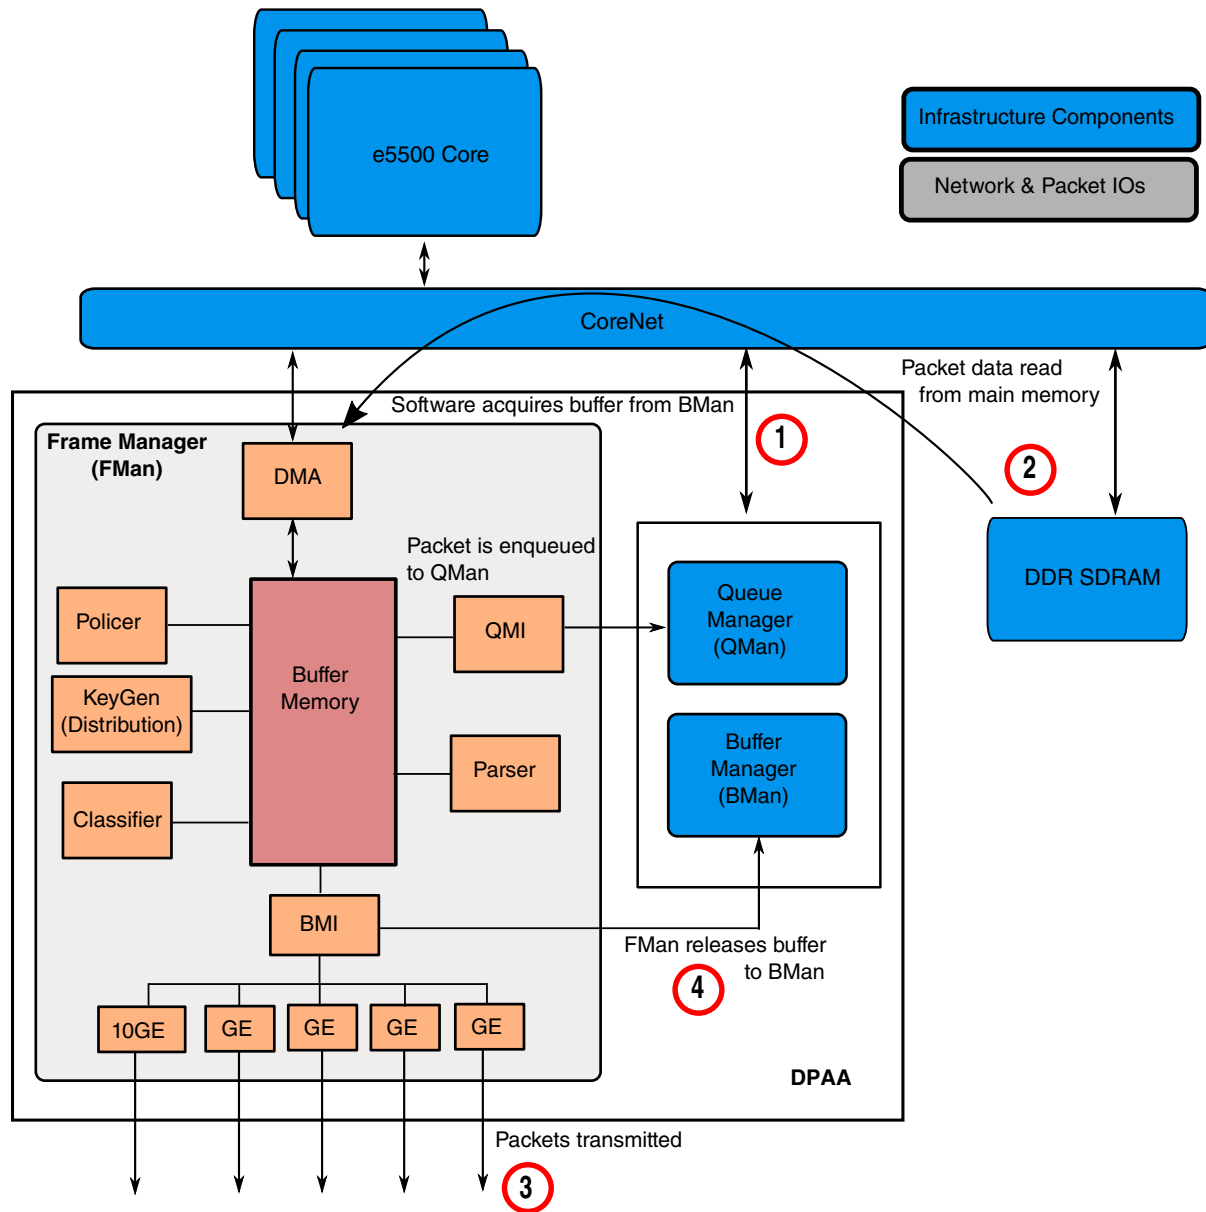 e5500 Core
Infrastructure Components
Network & Packet IOs
CoreNet
Packet data read
from main memory
Software acquires buffer from BMan
1
2
Frame Manager
(FMan)
DMA
DDR SDRAM
Packet is enqueued
to QMan
Policer
QMI
Queue
Manager
(QMan)
Buffer
Memory
KeyGen
(Distribution)
Parser
Buffer
Manager
(BMan)
Classifier
BMI
FMan releases buffer
to BMan
4
10GE
GE
GE
GE
GE
DPAA
Packets transmitted
3